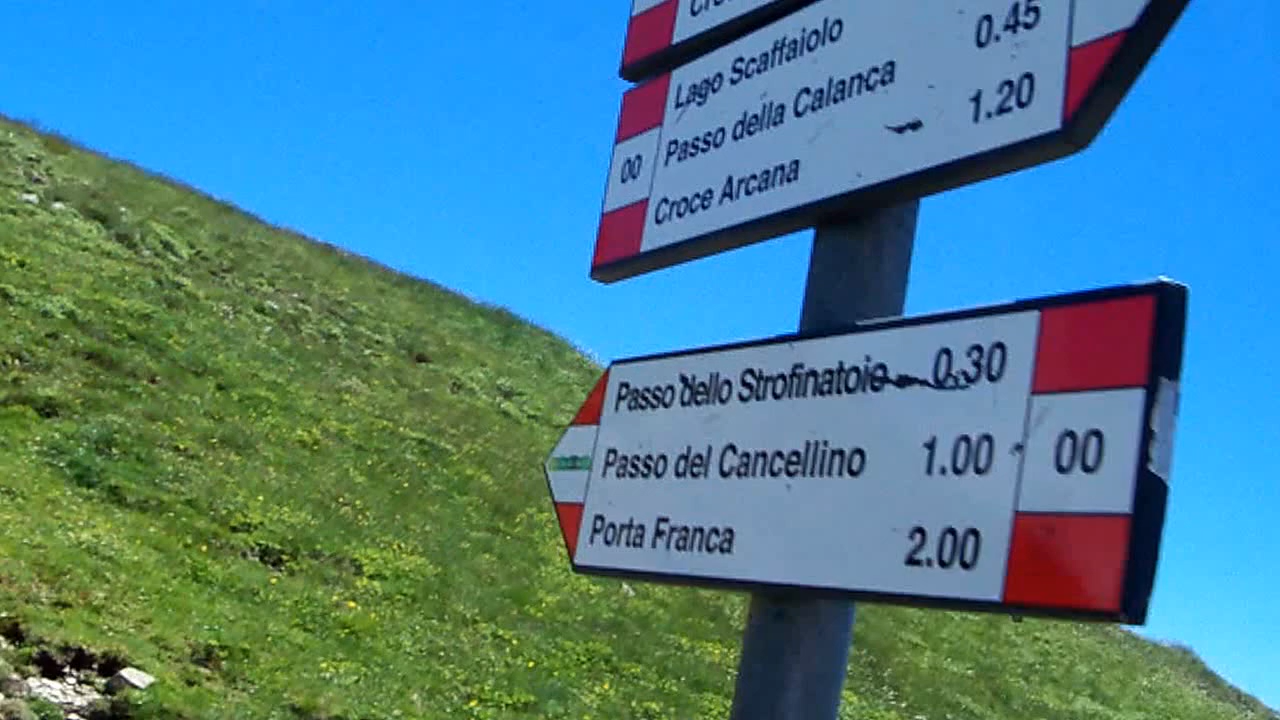 Lago Scaffaiolo
Passo della Calanca 0.45
00
Croce Arcana 1.20
Passo dello Strofinatoio 0.30
Passo del Cancellino 1.00 00
Porta Franca 2.00